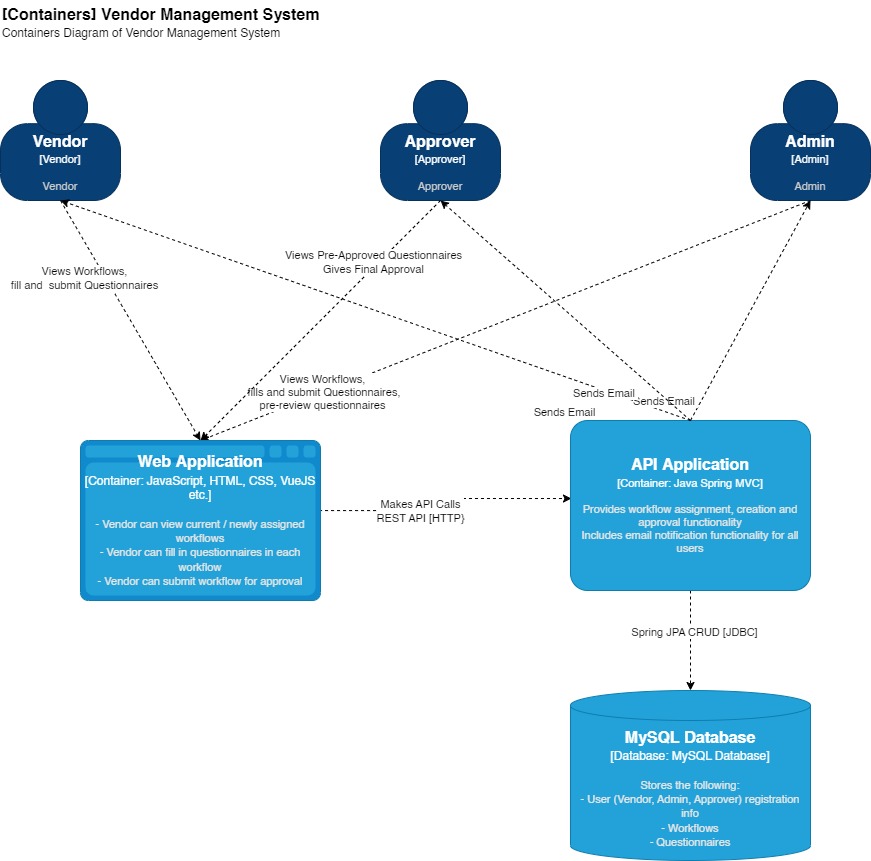 [Containers] Vendor Management System
Containers Diagram of Vendor Management System
Vendor
[Vendor]
Vendor
Approver
[Approver]
Approver
Admin
[Admin]
Admin
Views Workflows,
fill and submit Questionnaires
Views Pre-Approved Questionnaires
Gives Final Approval
Views Workflows,
fills and submit Questionnaires,
pre-review questionnaires
Sends Email
Sends Email
Sends Email
Web Application
[Container: JavaScript, HTML, CSS, VueJS
etc.]
- Vendor can view current / newly assigned
workflows
- Vendor can fill in questionnaires in each
workflow
- Vendor can submit workflow for approval
Makes API Calls
REST API [HTTP}
API Application
[Container: Java Spring MVC]
Provides workflow assignment, creation and
approval functionality
Includes email notification functionality for all
users
Spring JPA CRUD [JDBC]
MySQL Database
[Database: MySQL Database]
Stores the following:
- User (Vendor, Admin, Approver) registration
info
- Workflows
- Questionnaires